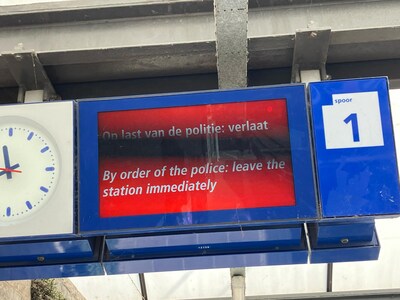 Op last van de politie: verlaat
By order of the police: leave the
station immediately
spoor
1